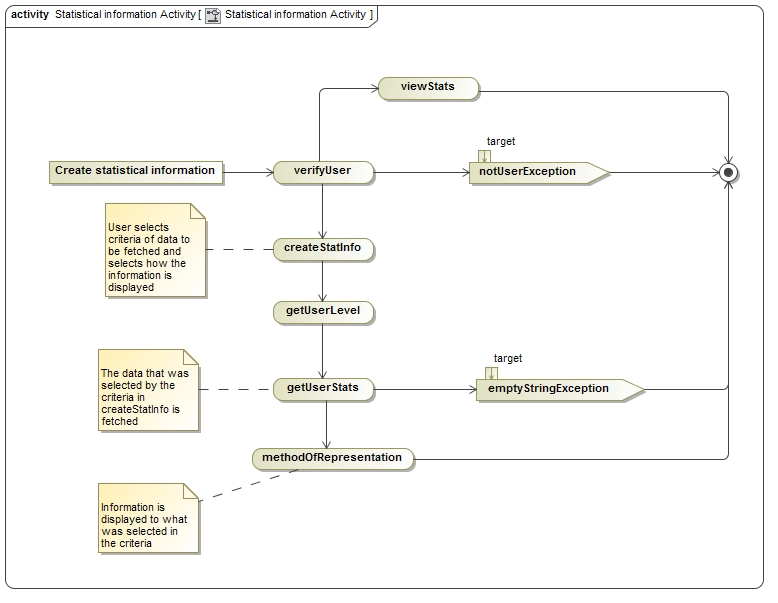 activity Statistical information Activity [ Statistical information Activity ]
viewStats
target
Create statistical information
verifyUser
notUserException
User selects
criteria of data to
be fetched and
selects how the
information is
displayed
createStatInfo
getUserLevel
target
The data that was
selected by the
criteria in
createStatInfo is
fetched
getUserStats
emptyStringException
methodOfRepresentation
Information is
displayed to what
was selected in
the criteria